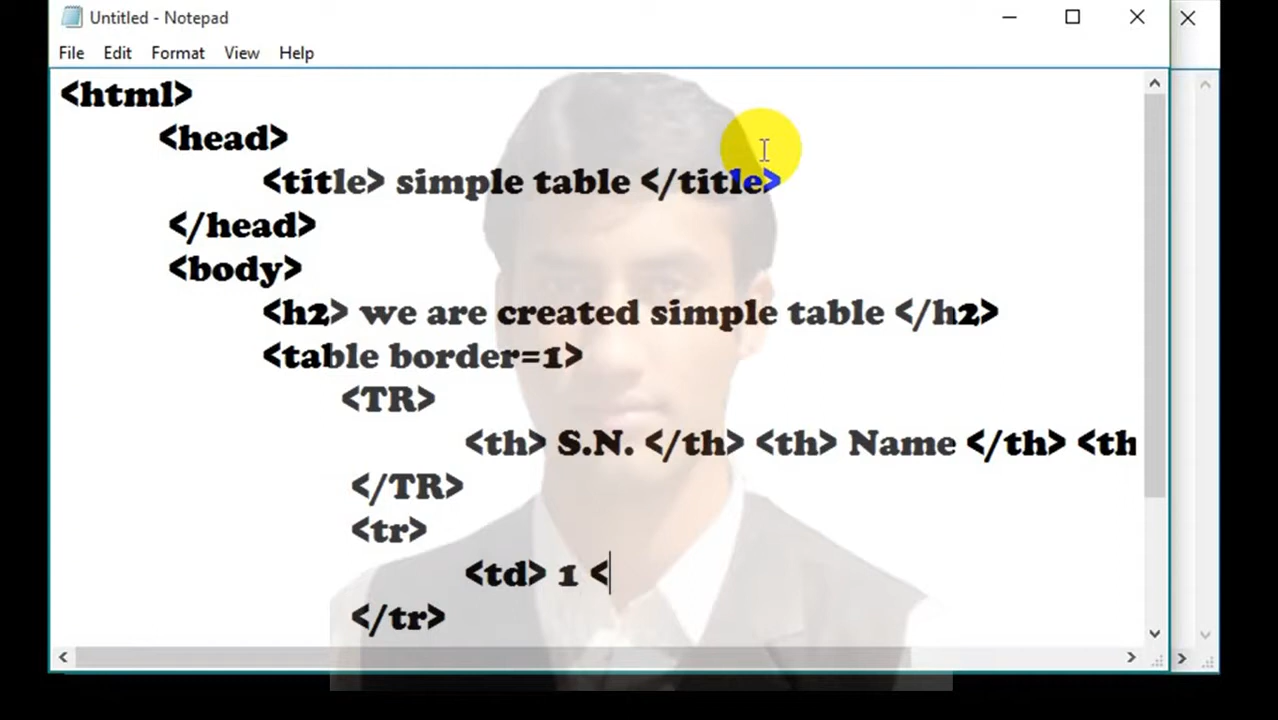 Untitled - Notepad
File Edit Format View Help
<html>
<head>
<title> simple table </title>
</head>
<body>
<h2> we are created simple table </h2>
<table border=1>
<TR>
<th> S.N. </th> <th> Name </th> <th
</TR>
<tr>
<td> 1 <
</tr>